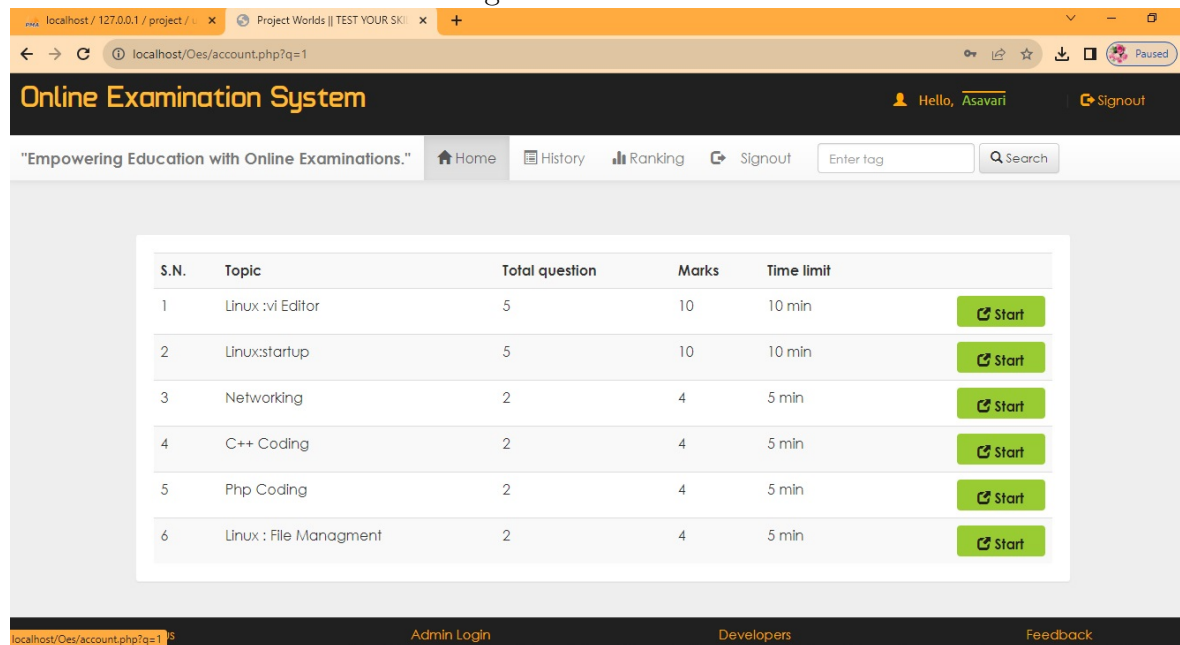 localhost / 127.0.0.1 / project / u
Project Worlds || TEST YOUR SKI
localhost/Oes/account.php?q=1
Paused
Online Examination System
Hello, Asavari
Signout
"Empowering Education with Online Examinations."
Home
History
Ranking
Signout
Enter tag
Search
S.N. Topic Total question Marks Time limit
1 Linux :vi Editor 5 10 10 min Start
2 Linux:startup 5 10 10 min Start
3 Networking 2 4 5 min Start
4 C++ Coding 2 4 5 min Start
5 Php Coding 2 4 5 min Start
6 Linux : File Managment 2 4 5 min Start
localhost/Oes/account.php?q=1
Admin Login
Developers
Feedback